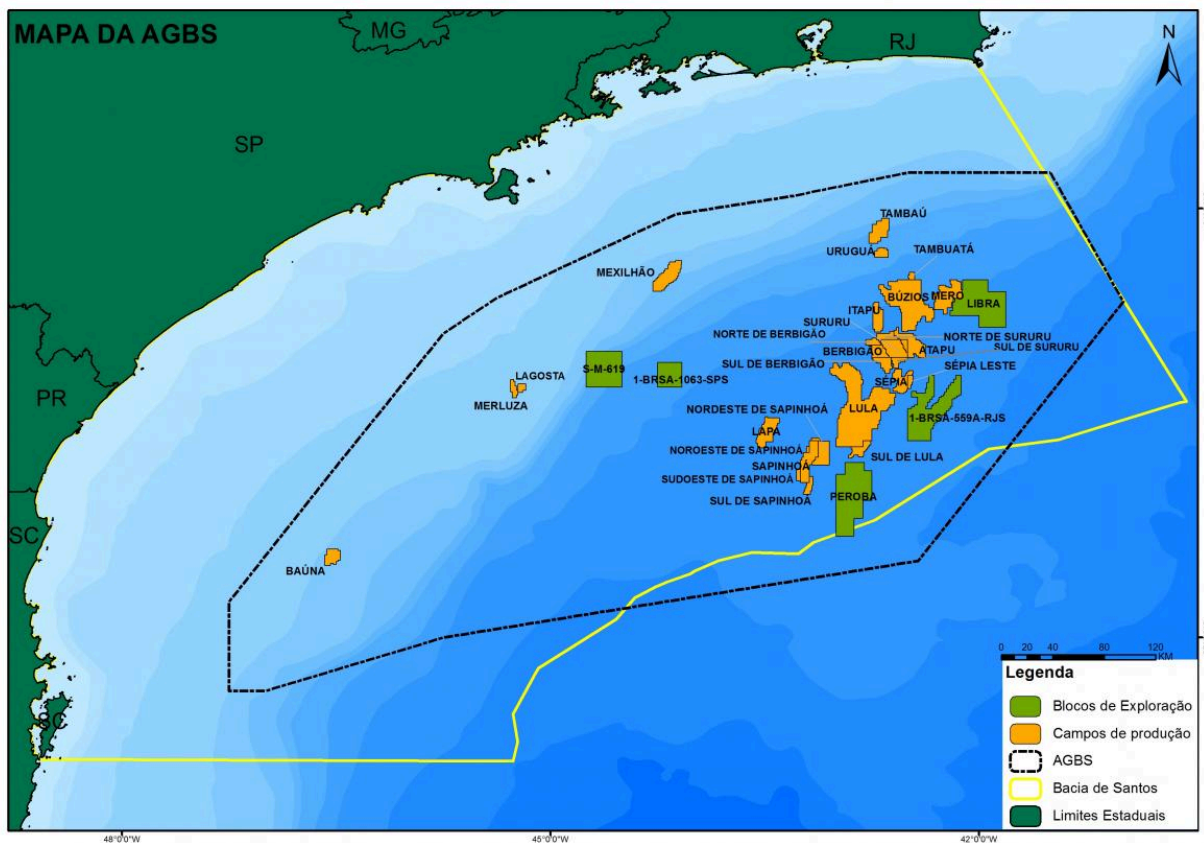 MAPA DA AGBS
MG
RJ
N
SP
TAMBAÚ
URUGUÁ
TAMBUATÁ
MEXILHÃO
BÚZIOS
MERO
LIBRA
ITAPU
SURURU
NORTE DE BERBIGÃO
NORTE DE SURURU
BERBIGÃO
ATAPU
SUL DE SURURU
SUL DE BERBIGÃO
SÉPIA LESTE
PR
S-M-619
1-BRSA-1063-SPS
LAGOSTA
SÉPIA
MERLUZA
NORDESTE DE SAPINHOÁ
LULA
1-BRSA-559A-RJS
LAPA
NOROESTE DE SAPINHOÁ
SUL DE LULA
SAPINHOÁ
SUDOESTE DE SAPINHOÁ
SUL DE SAPINHOÁ
PEROBA
SC
BAÚNA
0 20 40 80 120
KM
Legenda
Blocos de Exploração
Campos de produção
AGBS
Bacia de Santos
Limites Estaduais
SC
48°0'0"W
45°0'0"W
42°0'0"W